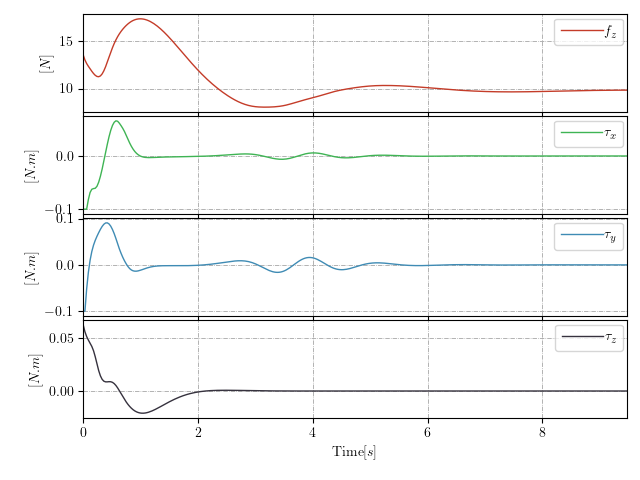 15
10
[N]
f_z
0.0
−0.1
[N.m]
τ_x
0.1
0.0
−0.1
[N.m]
τ_y
0.05
0.00
[N.m]
τ_z
0 2 4 6 8
Time[s]